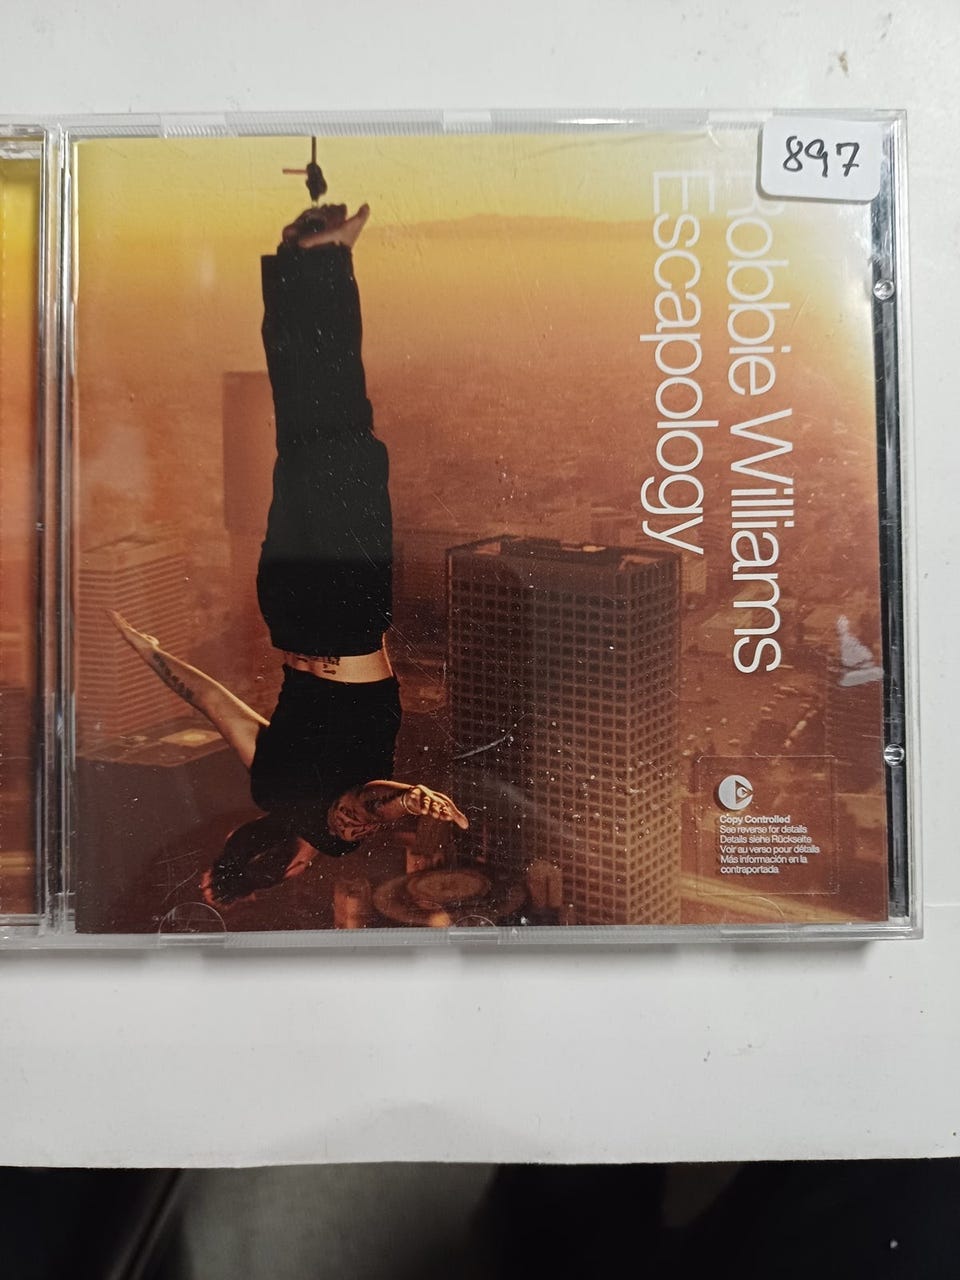 897
Robbie Williams
Escapology
Copy Controlled
See reverse for details
Details siehe Rückseite
Voir au verso pour détails
Más información en la
contraportada